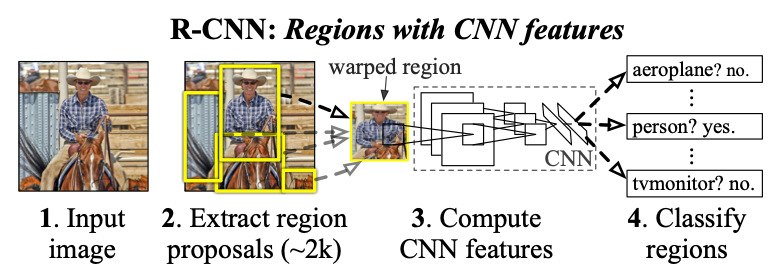 R-CNN: Regions with CNN features
warped region
aeroplane? no.
⋮
person? yes.
⋮
tvmonitor? no.
CNN
1. Input
image
2. Extract region
proposals (~2k)
3. Compute
CNN features
4. Classify
regions